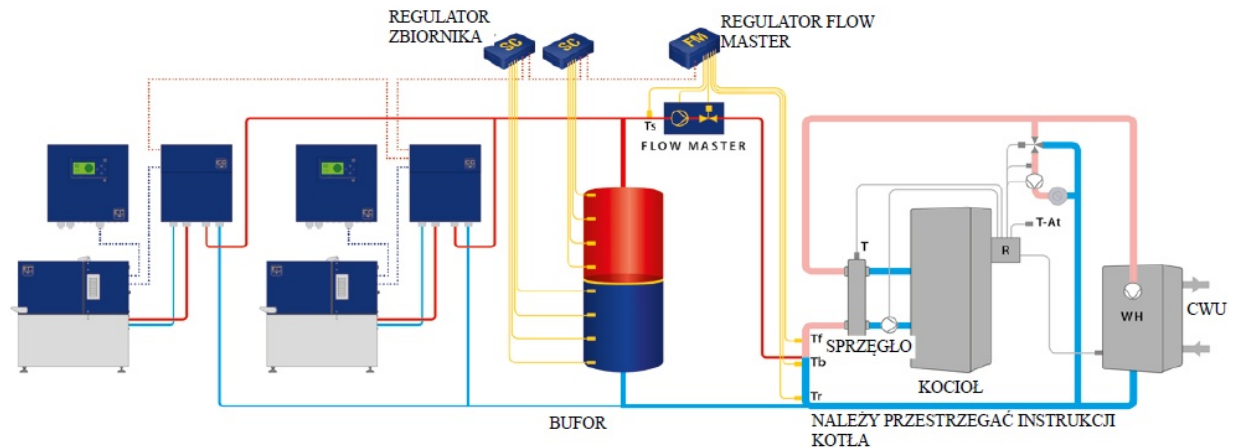 REGULATOR
ZBIORNIKA
REGULATOR FLOW
MASTER
SC
SC
FM
Ts
FLOW MASTER
T
R
T-At
WH
CWU
SPRZĘGŁO
Tf
Tb
Tr
KOCIOŁ
BUFOR
NALEŻY PRZESTRZEGAĆ INSTRUKCJI
KOTŁA